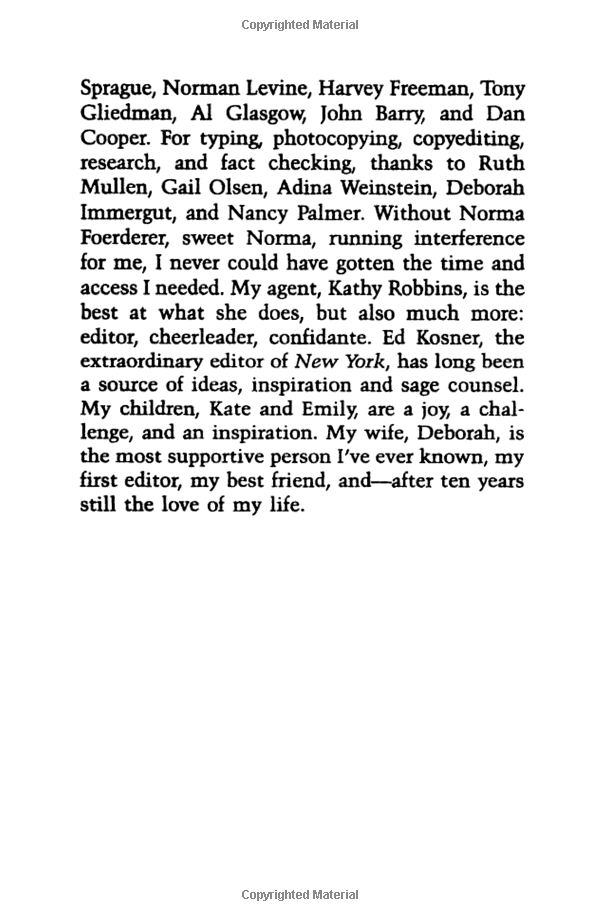 Copyrighted Material
Sprague, Norman Levine, Harvey Freeman, Tony
Gliedman, Al Glasgow, John Barry, and Dan
Cooper. For typing, photocopying, copyediting,
research, and fact checking, thanks to Ruth
Mullen, Gail Olsen, Adina Weinstein, Deborah
Immergut, and Nancy Palmer. Without Norma
Foerderer, sweet Norma, running interference
for me, I never could have gotten the time and
access I needed. My agent, Kathy Robbins, is the
best at what she does, but also much more:
editor, cheerleader, confidante. Ed Kosner, the
extraordinary editor of New York, has long been
a source of ideas, inspiration and sage counsel.
My children, Kate and Emily, are a joy, a chal-
lenge, and an inspiration. My wife, Deborah, is
the most supportive person I've ever known, my
first editor, my best friend, and—after ten years
still the love of my life.
Copyrighted Material